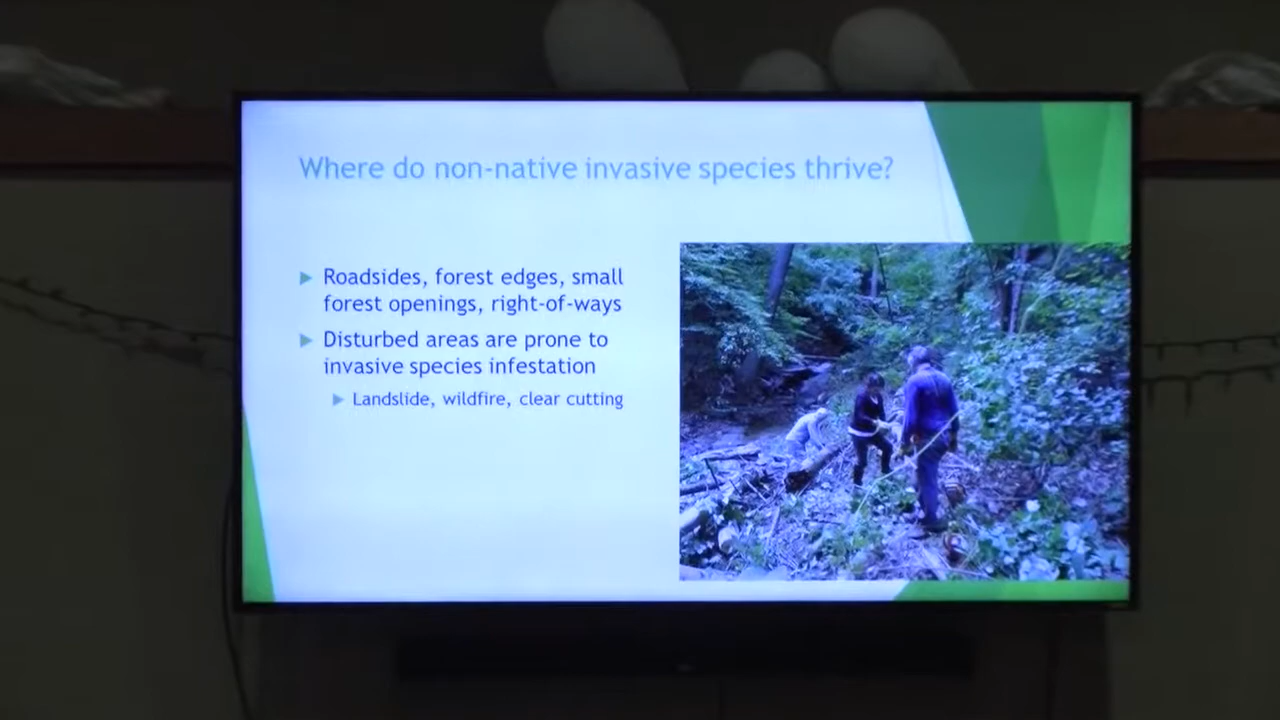 Where do non-native invasive species thrive?
Roadsides, forest edges, small
forest openings, right-of-ways
Disturbed areas are prone to
invasive species infestation
Landslide, wildfire, clear cutting